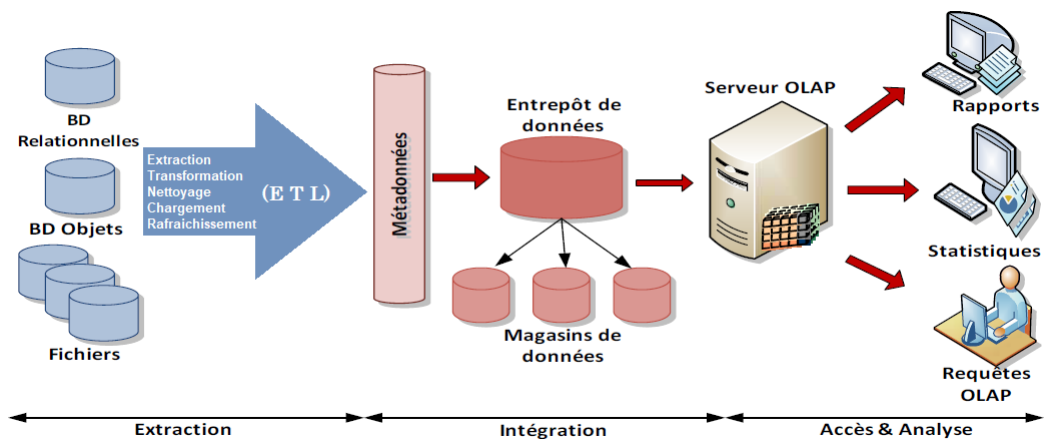 BD
Relationnelles
BD Objets
Fichiers
Extraction
Transformation
Nettoyage
Chargement
Rafraichissement
(E T L)
Métadonnées
Entrepôt de
données
Magasins de
données
Serveur OLAP
Rapports
Statistiques
Requêtes
OLAP
Extraction
Intégration
Accès & Analyse